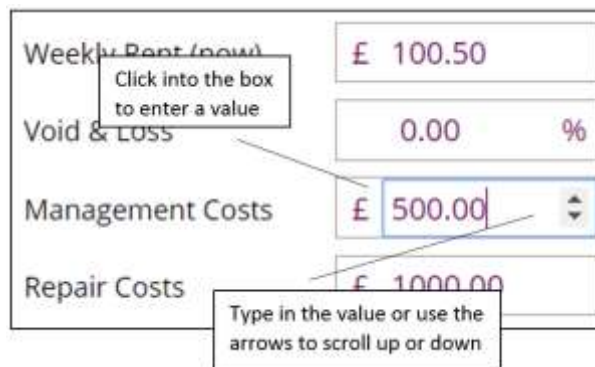 Weekly Rent (now) £ 100.50
Click into the box
to enter a value
Void & Loss 0.00 %
Management Costs £ 500.00
Repair Costs £ 1000.00
Type in the value or use the
arrows to scroll up or down